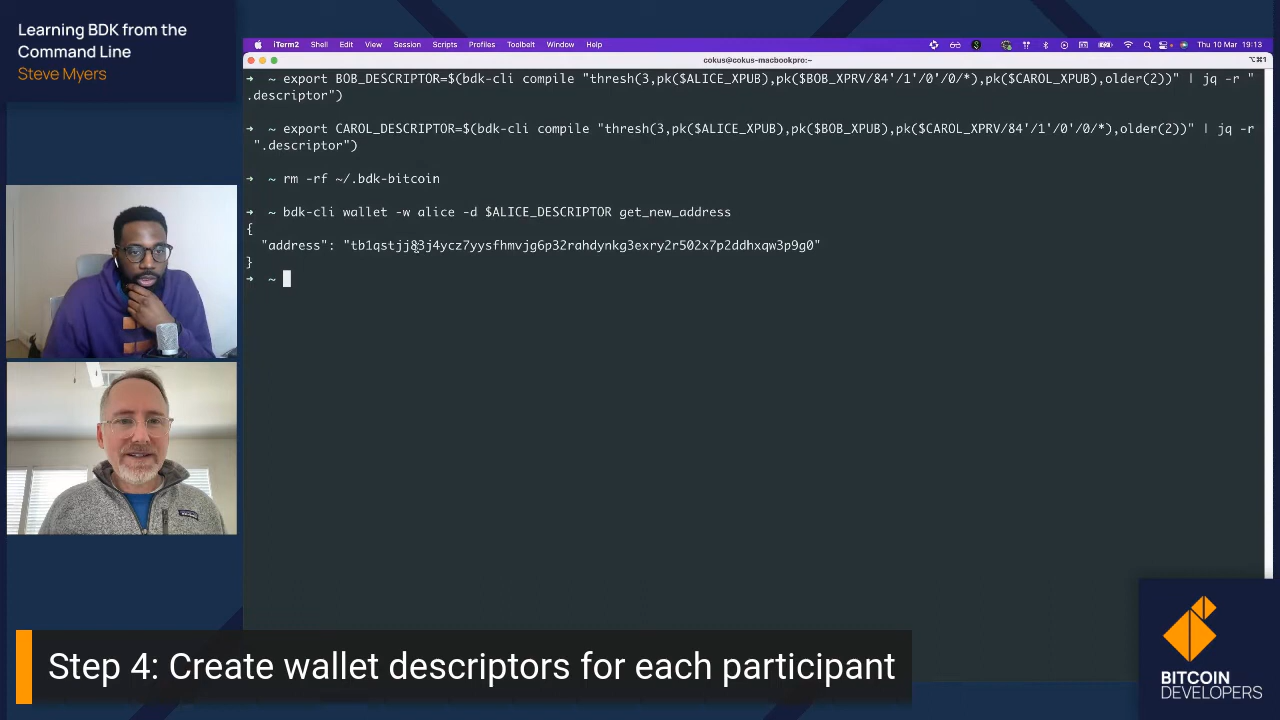 Learning BDK from the
Command Line
Steve Myers
iTerm2 Shell Edit View Session Scripts Profiles Toolbelt Window Help
Thu 10 Mar 19:13
cokus@cokus-macbookpro:~
⌥⌘1
➜ ~ export BOB_DESCRIPTOR=$(bdk-cli compile "thresh(3,pk($ALICE_XPUB),pk($BOB_XPRV/84'/1'/0'/0/*),pk($CAROL_XPUB),older(2))" | jq -r "
.descriptor")
➜ ~ export CAROL_DESCRIPTOR=$(bdk-cli compile "thresh(3,pk($ALICE_XPUB),pk($BOB_XPUB),pk($CAROL_XPRV/84'/1'/0'/0/*),older(2))" | jq -r
".descriptor")
➜ ~ rm -rf ~/.bdk-bitcoin
➜ ~ bdk-cli wallet -w alice -d $ALICE_DESCRIPTOR get_new_address
{
"address": "tb1qstjj83j4ycz7yysfhmvjg6p32rahdynkg3exry2r502x7p2ddhxqw3p9g0"
}
➜ ~
Step 4: Create wallet descriptors for each participant
BITCOIN
DEVELOPERS